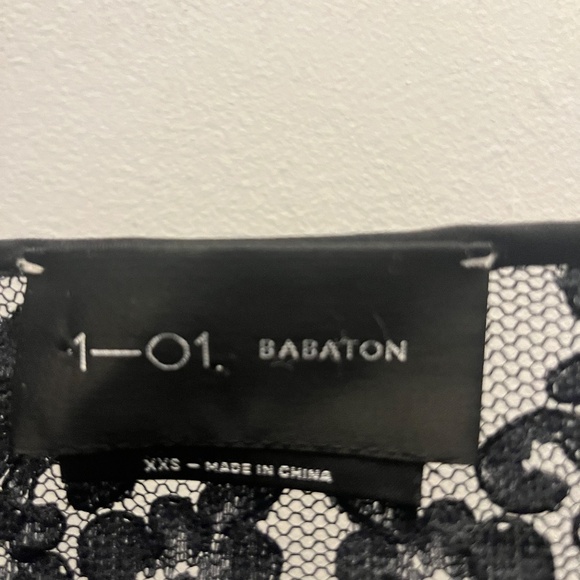 1—01. BABATON
XXS – MADE IN CHINA